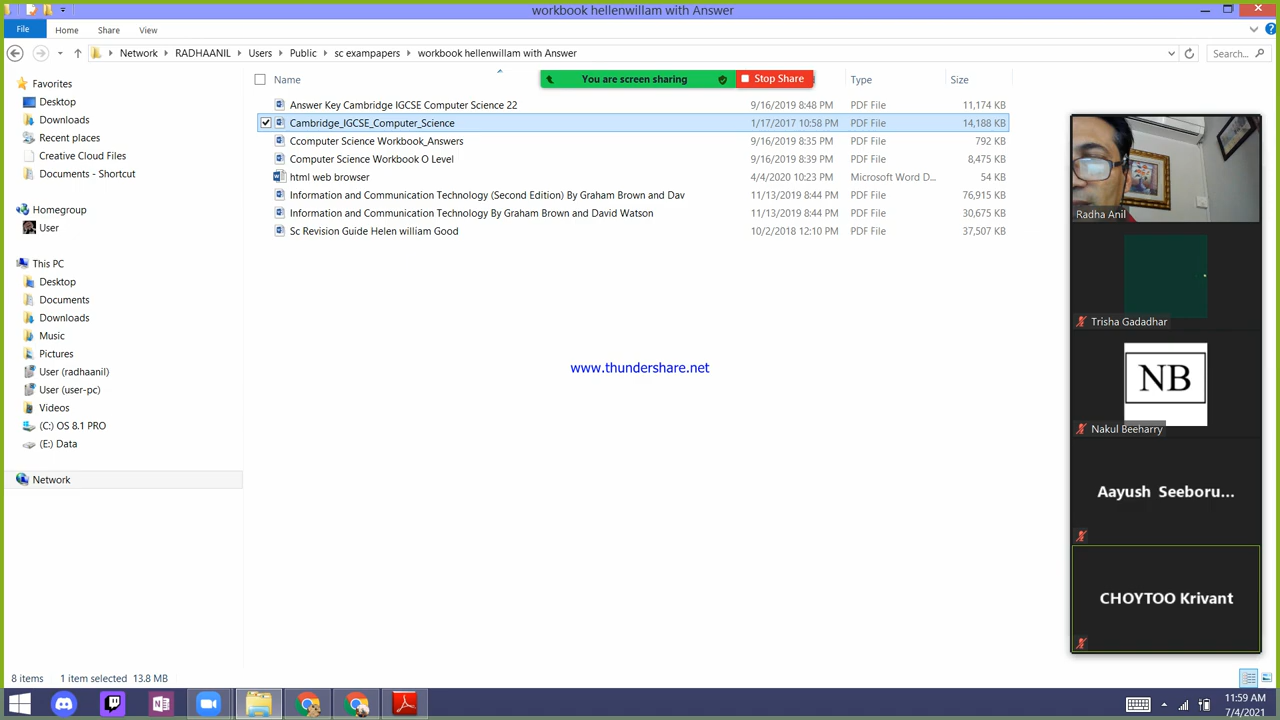 workbook hellenwillam with Answer
File Home Share View
Network RADHAANIL Users Public sc exampapers workbook hellenwillam with Answer Search...
You are screen sharing Stop Share
Name Type Size
Favorites
Desktop
Downloads
Recent places
Creative Cloud Files
Documents - Shortcut
Homegroup
User
This PC
Desktop
Documents
Downloads
Music
Pictures
User (radhaanil)
User (user-pc)
Videos
(C:) OS 8.1 PRO
(E:) Data
Network
Answer Key Cambridge IGCSE Computer Science 22 9/16/2019 8:48 PM PDF File 11,174 KB
Cambridge_IGCSE_Computer_Science 1/17/2017 10:58 PM PDF File 14,188 KB
Ccomputer Science Workbook_Answers 9/16/2019 8:35 PM PDF File 792 KB
Computer Science Workbook O Level 9/16/2019 8:39 PM PDF File 8,475 KB
html web browser 4/4/2020 10:23 PM Microsoft Word D... 54 KB
Information and Communication Technology (Second Edition) By Graham Brown and Dav 11/13/2019 8:44 PM PDF File 76,915 KB
Information and Communication Technology By Graham Brown and David Watson 11/13/2019 8:44 PM PDF File 30,675 KB
Sc Revision Guide Helen william Good 10/2/2018 12:10 PM PDF File 37,507 KB
www.thundershare.net
Radha Anil
Trisha Gadadhar
NB
Nakul Beeharry
Aayush Seeboru...
CHOYTOO Krivant
8 items 1 item selected 13.8 MB
11:59 AM
7/4/2021